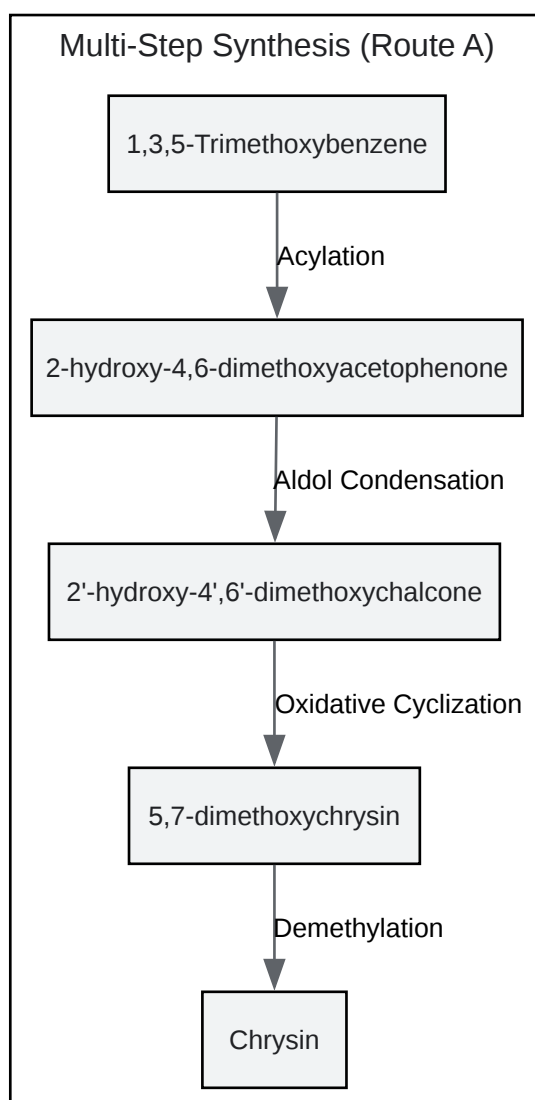 Multi-Step Synthesis (Route A)
1,3,5-Trimethoxybenzene
Acylation
2-hydroxy-4,6-dimethoxyacetophenone
Aldol Condensation
2'-hydroxy-4',6'-dimethoxychalcone
Oxidative Cyclization
5,7-dimethoxychrysin
Demethylation
Chrysin